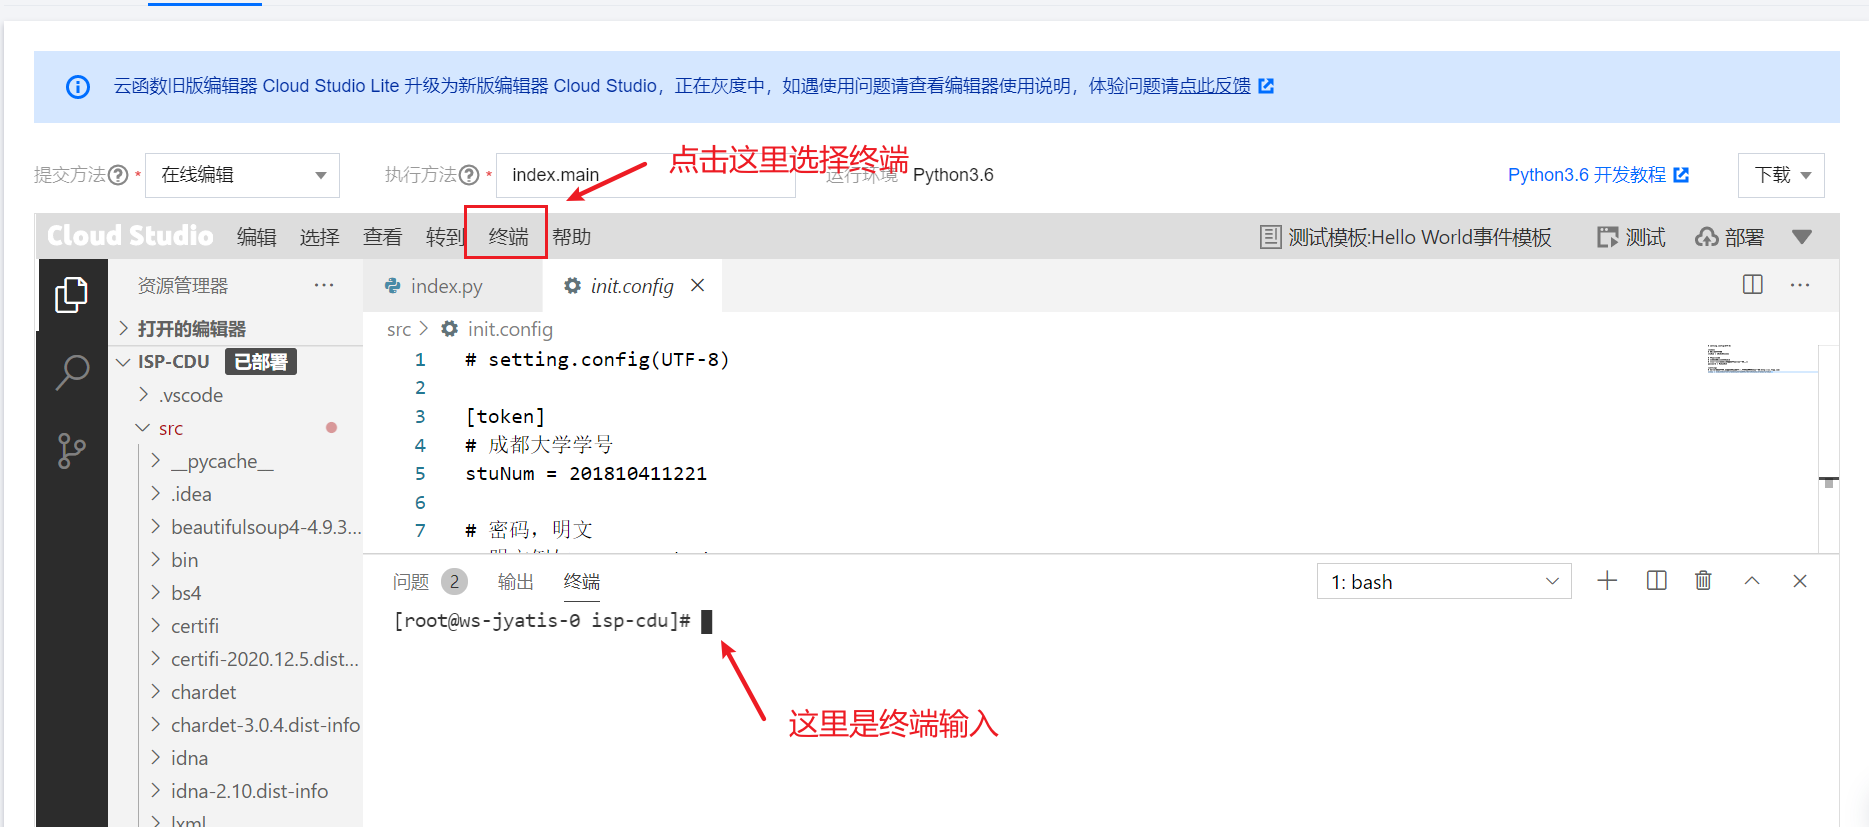 云函数旧版编辑器 Cloud Studio Lite 升级为新版编辑器 Cloud Studio，正在灰度中，如遇使用问题请查看编辑器使用说明，体验问题请点此反馈
点击这里选择终端
提交方法 * 在线编辑 执行方法 * index.main 运行环境 Python3.6 Python3.6 开发教程 下载
Cloud Studio 编辑 选择 查看 转到 终端 帮助 测试模板:Hello World事件模板 测试 部署
资源管理器 ···
index.py init.config
打开的编辑器
src > init.config
ISP-CDU 已部署
.vscode
src
__pycache__
.idea
beautifulsoup4-4.9.3...
bin
bs4
certifi
certifi-2020.12.5.dist...
chardet
chardet-3.0.4.dist-info
idna
idna-2.10.dist-info
lxml
1 # setting.config(UTF-8)
2
3 [token]
4 # 成都大学学号
5 stuNum = 201810411221
6
7 # 密码，明文
问题 2 输出 终端 1: bash
[root@ws-jyatis-0 isp-cdu]#
这里是终端输入